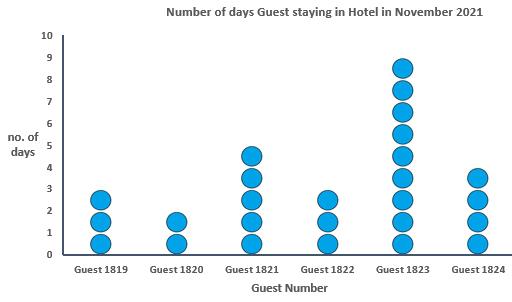 Number of days Guest staying in Hotel in November 2021
10
9
8
7
6
5
4
3
2
1
0
no. of
days
Guest 1819 Guest 1820 Guest 1821 Guest 1822 Guest 1823 Guest 1824
Guest Number